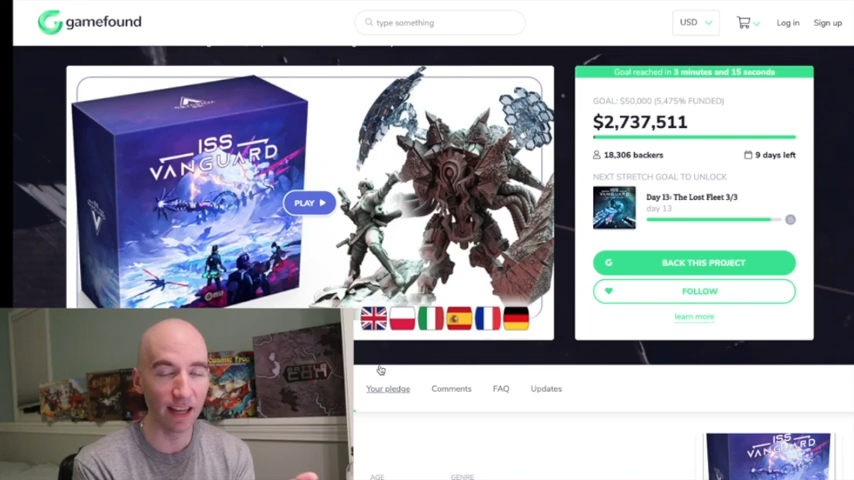 gamefound
type something
USD
Log in
Sign up
Goal reached in 3 minutes and 15 seconds
GOAL: $50,000 (5,475% FUNDED)
$2,737,511
18,306 backers
9 days left
NEXT STRETCH GOAL TO UNLOCK
Day 13: The Lost Fleet 3/3
day 13
BACK THIS PROJECT
FOLLOW
learn more
ISS
VANGUARD
PLAY
Your pledge
Comments
FAQ
Updates
AGE
GENRE
ISS
VANGUARD